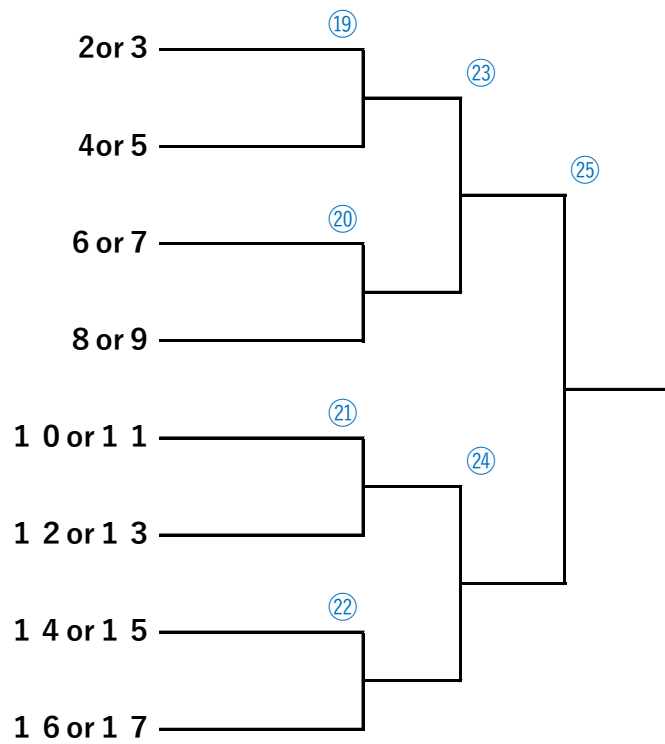 ⑲
2or 3
㉓
4or 5
㉕
⑳
6 or 7
8 or 9
㉑
１０or１１
㉔
１２or１３
㉒
１４or１５
１６or１７